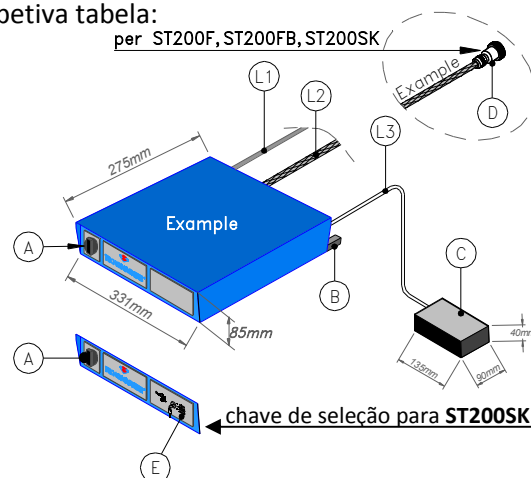 petiva tabela:
per ST200F, ST200FB, ST200SK
Example
D
L1
L2
L3
275mm
Example
A
B
C
331mm
85mm
40mm
135mm
90mm
A
E
chave de seleção para ST200SK